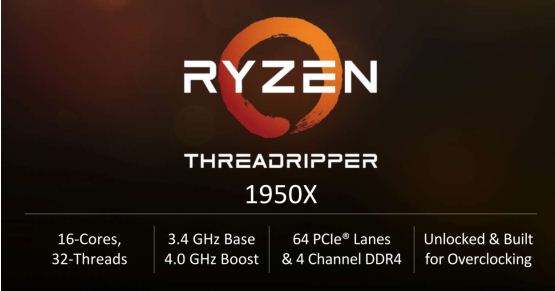 RYZEN
THREADRIPPER
1950X
16-Cores,
32-Threads
3.4 GHz Base
4.0 GHz Boost
64 PCIe® Lanes
& 4 Channel DDR4
Unlocked & Built
for Overclocking